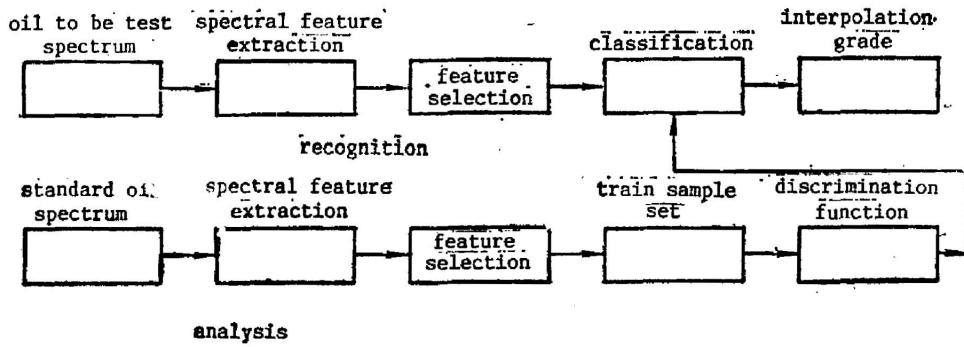 oil to be test
spectrum
spectral feature
extraction
feature
selection
classification
interpolation
grade
recognition
standard oi
spectrum
spectral feature
extraction
feature
selection
train sample
set
discrimination
function
analysis